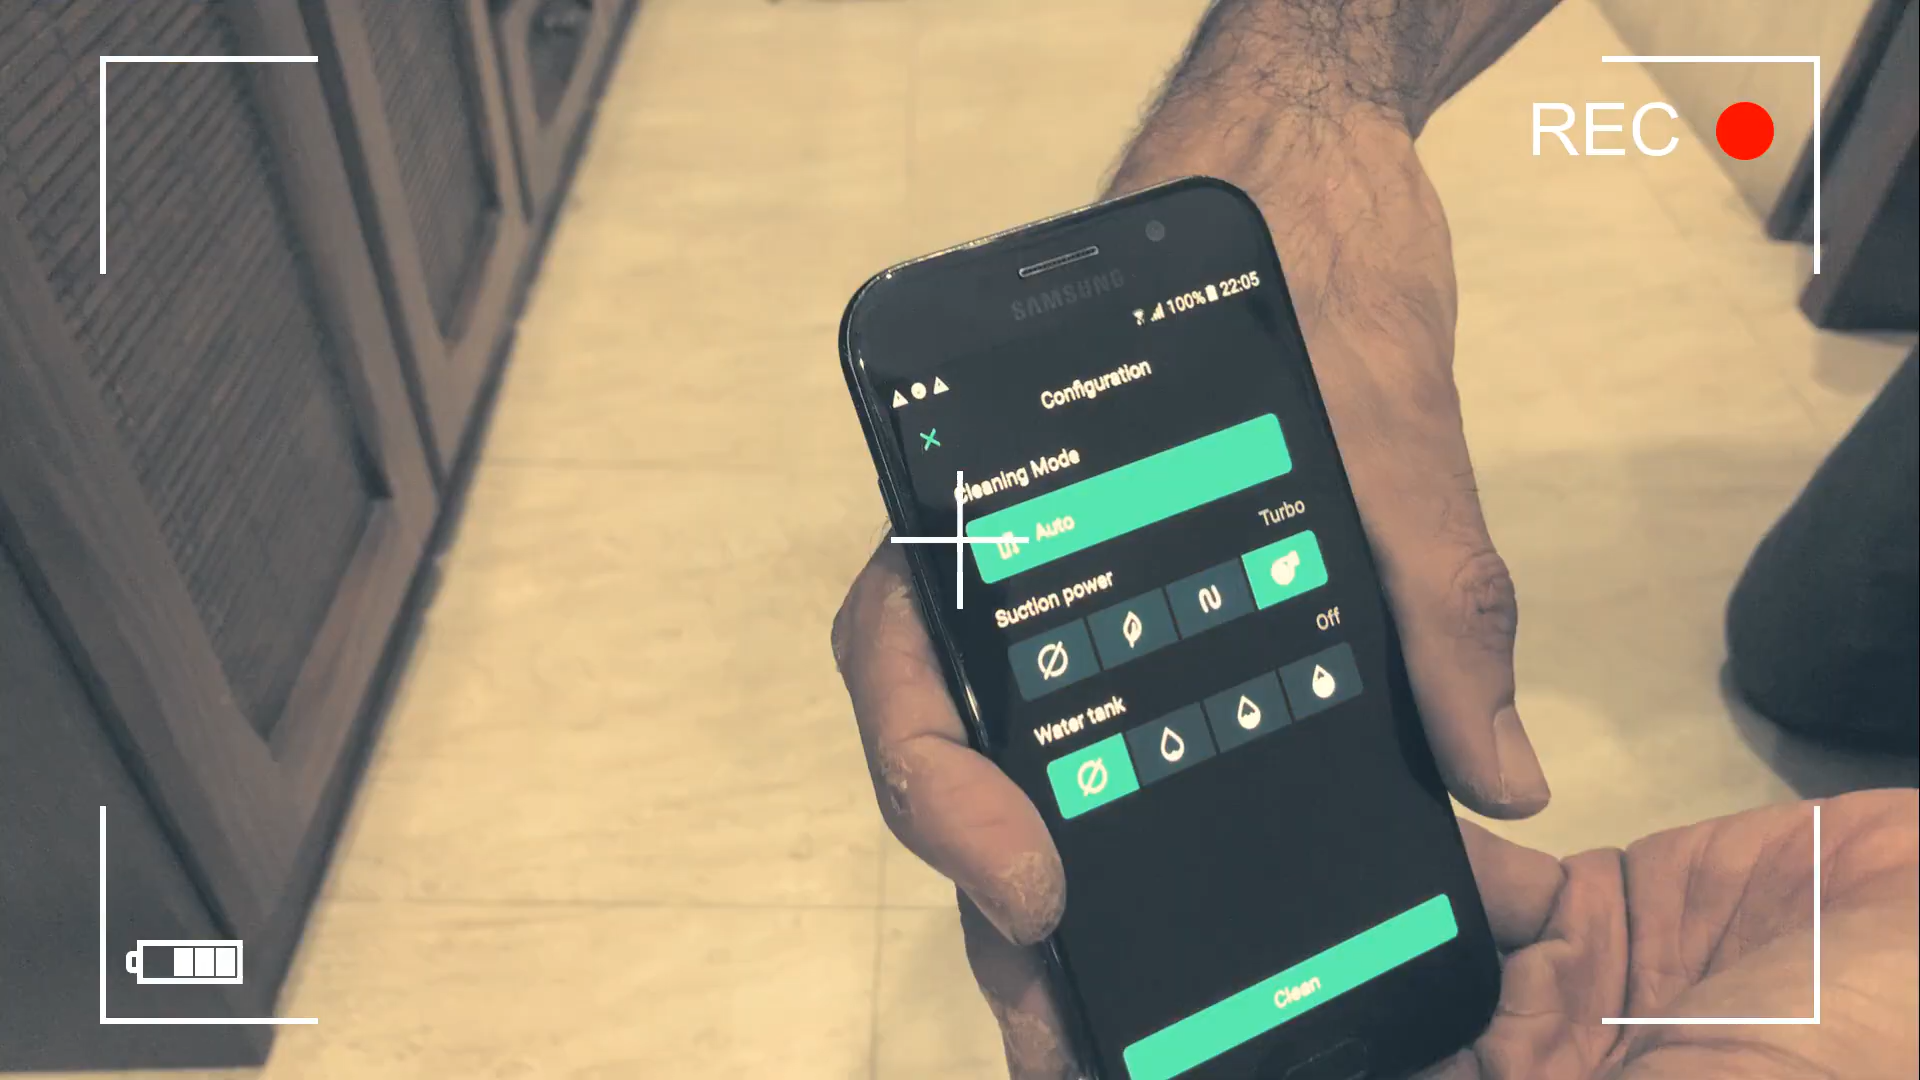 REC
SAMSUNG
100% 22:05
Configuration
Cleaning Mode
Auto
Suction power
Turbo
Water tank
Off
Clean